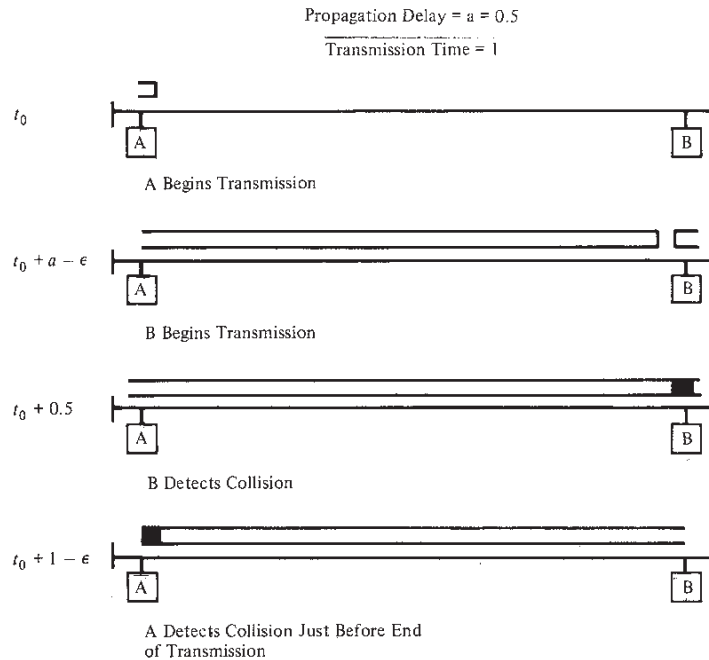 Propagation Delay = a = 0.5
Transmission Time = 1
t₀
A
B
A Begins Transmission
t₀ + a − ϵ
A
B
B Begins Transmission
t₀ + 0.5
A
B
B Detects Collision
t₀ + 1 − ϵ
A
B
A Detects Collision Just Before End
of Transmission